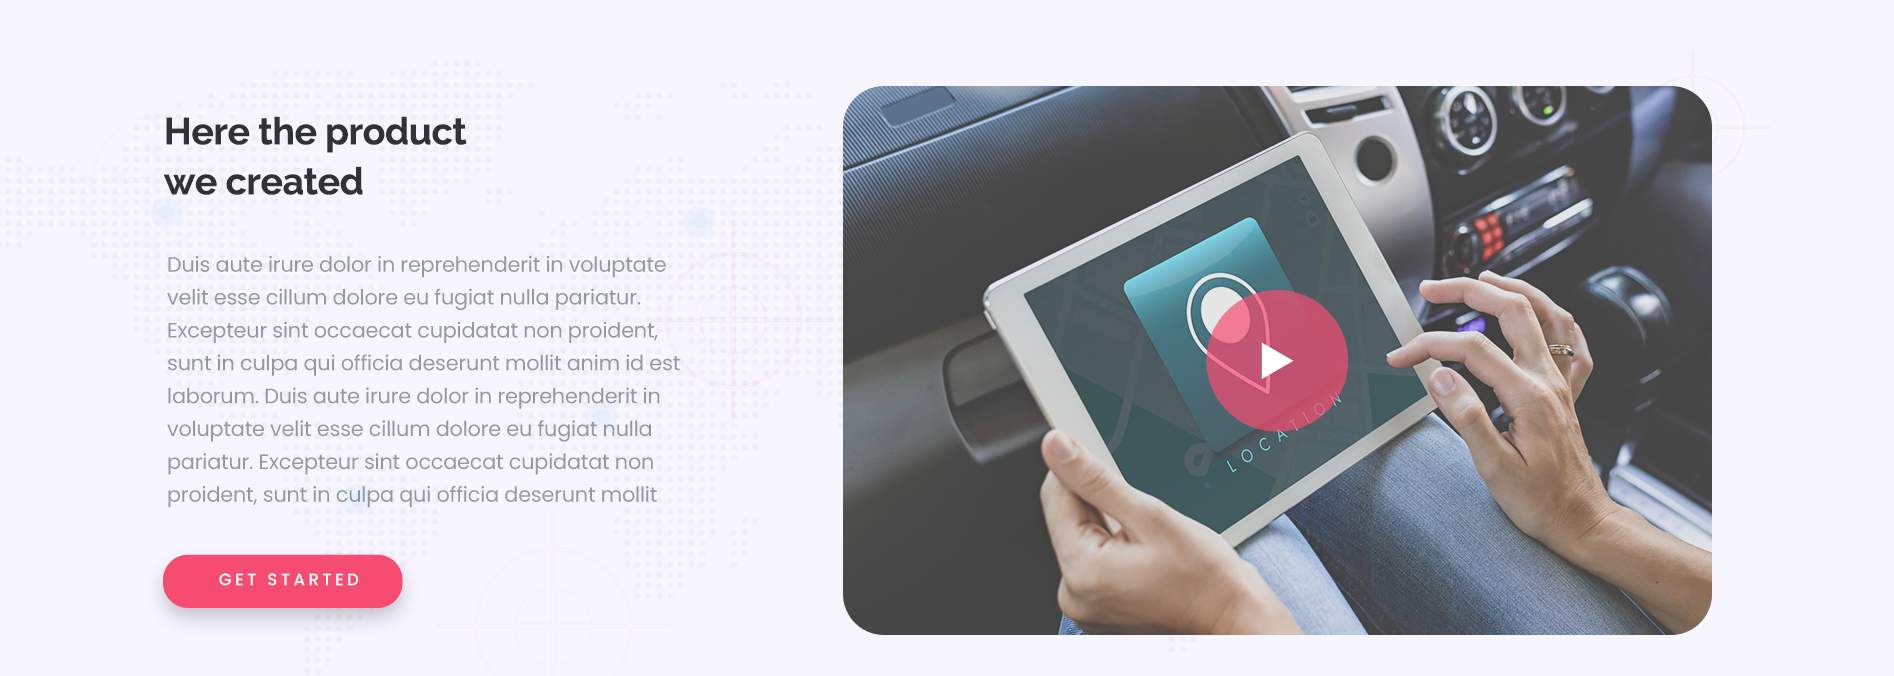 Here the product
we created
Duis aute irure dolor in reprehenderit in voluptate
velit esse cillum dolore eu fugiat nulla pariatur.
Excepteur sint occaecat cupidatat non proident,
sunt in culpa qui officia deserunt mollit anim id est
laborum. Duis aute irure dolor in reprehenderit in
voluptate velit esse cillum dolore eu fugiat nulla
pariatur. Excepteur sint occaecat cupidatat non
proident, sunt in culpa qui officia deserunt mollit
GET STARTED
LOCATION